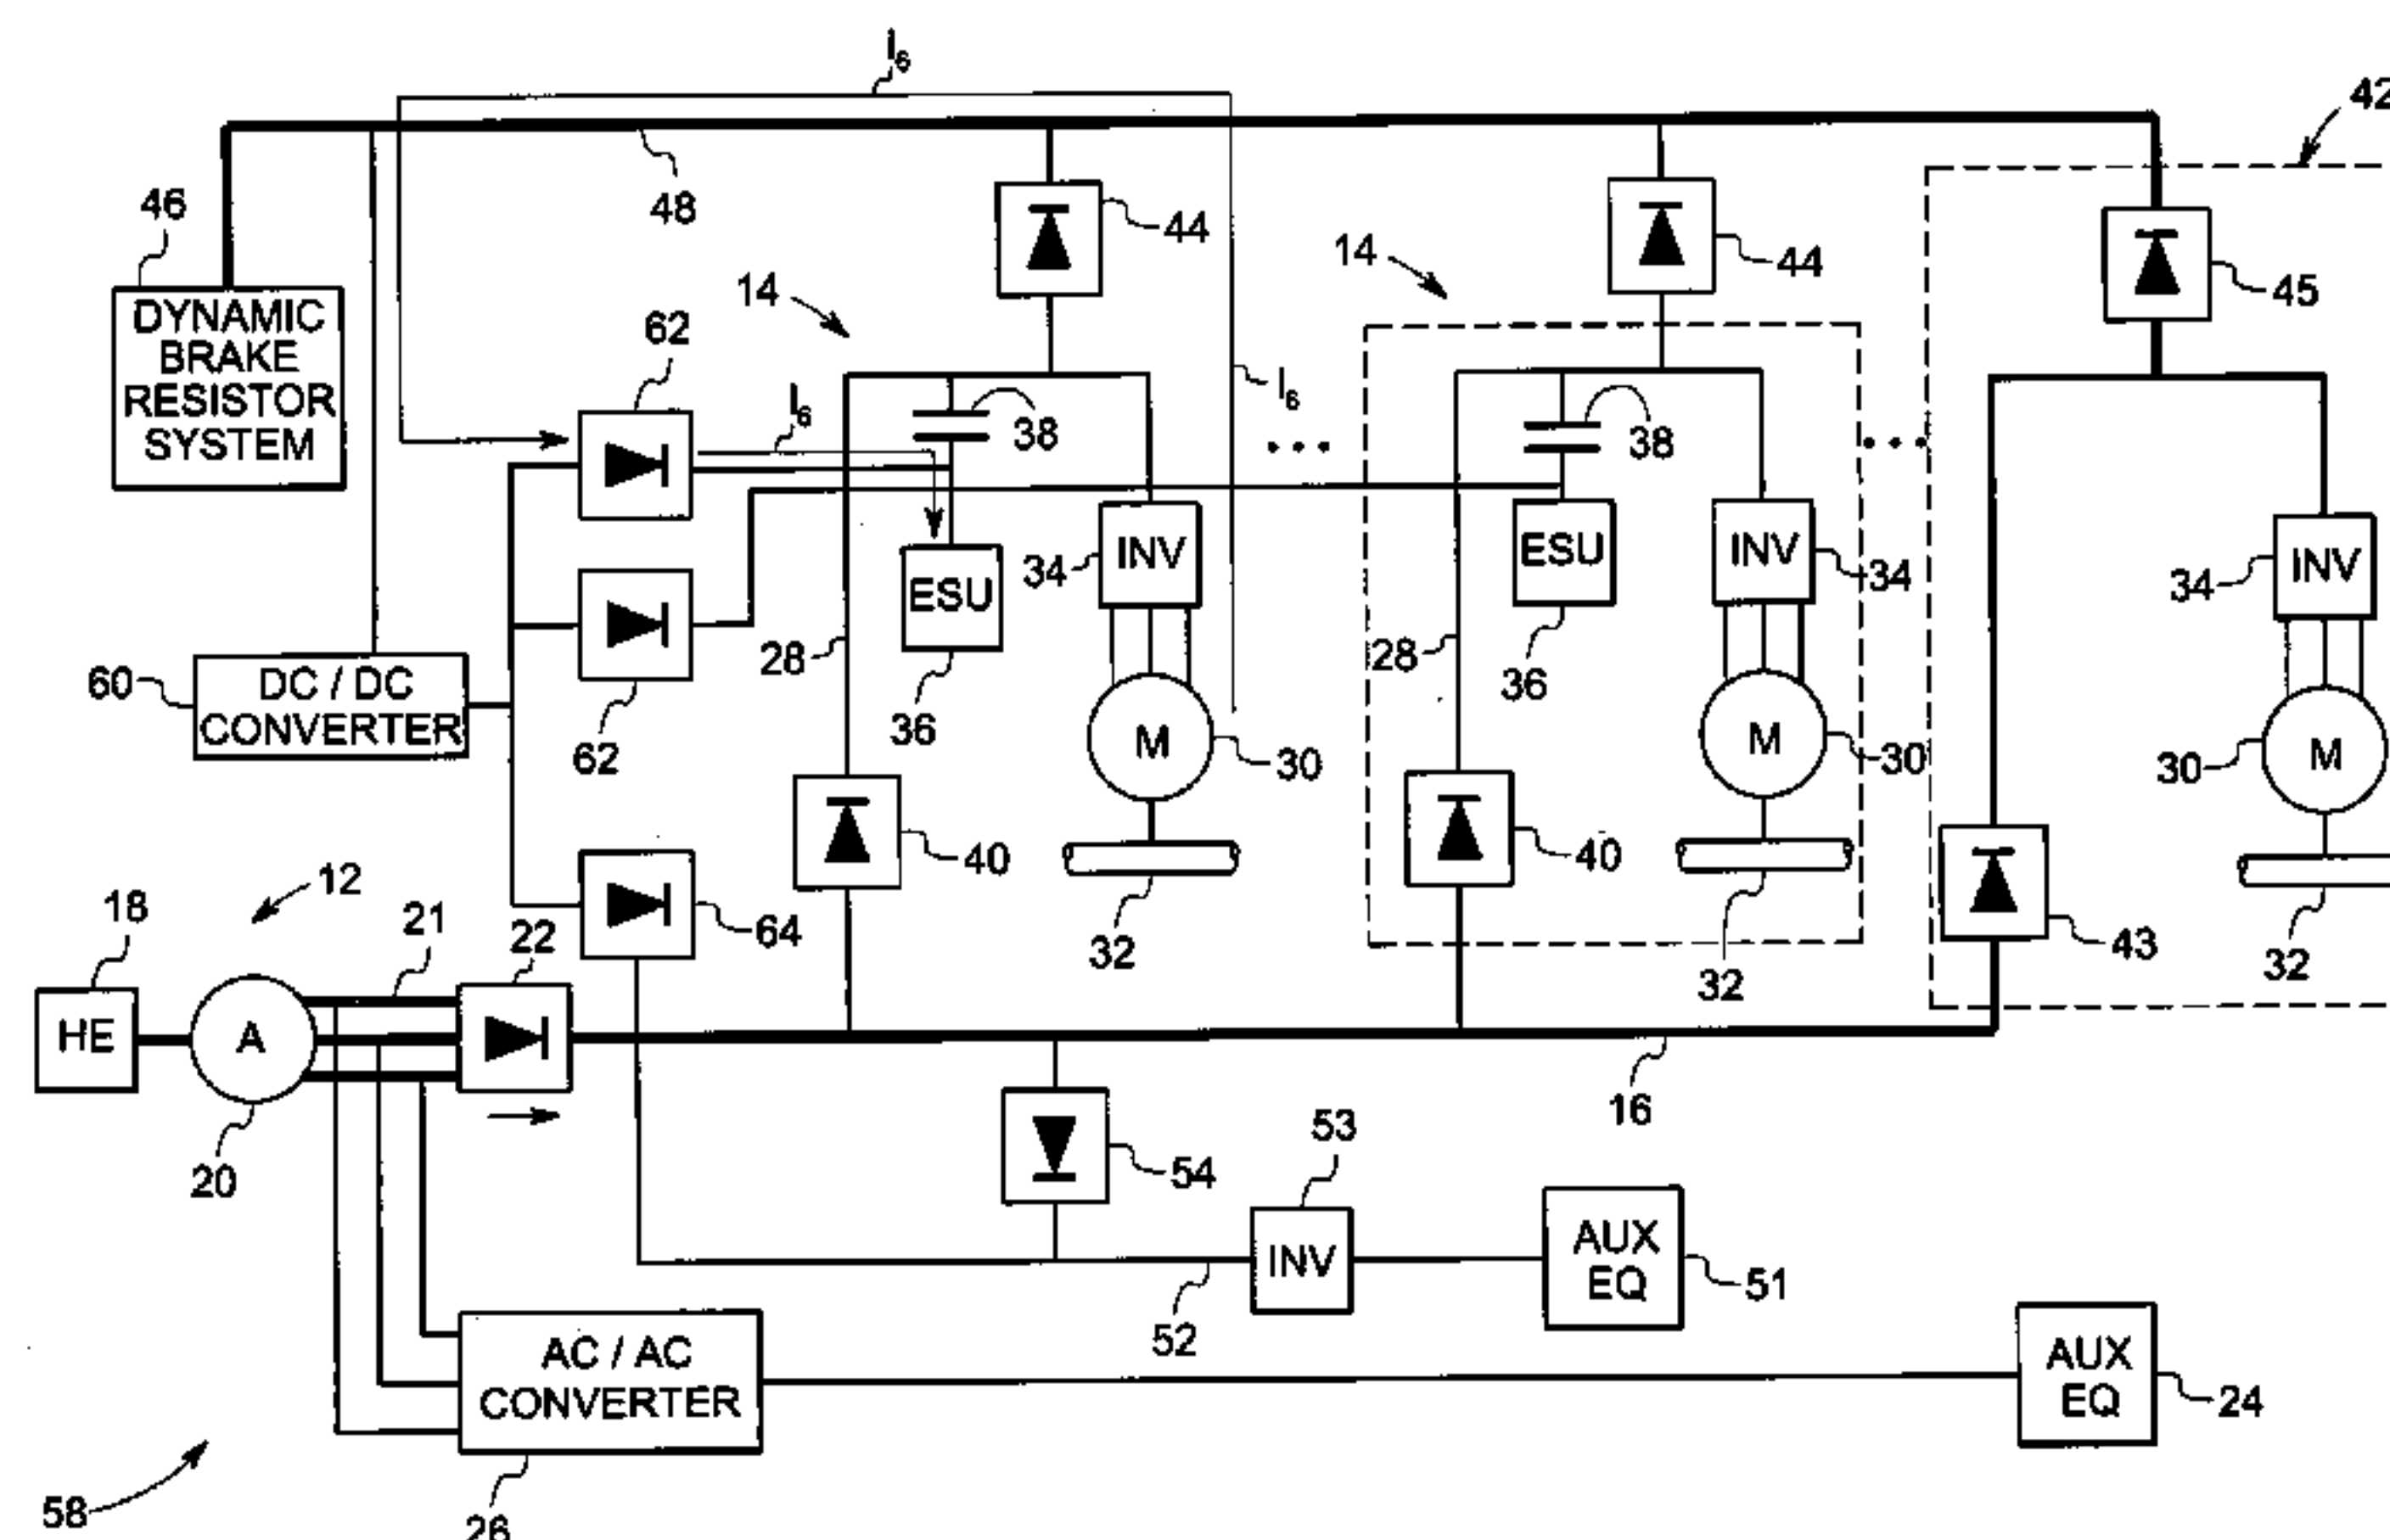 I6
42
46
48
44
14
14
44
45
DYNAMIC
BRAKE
RESISTOR
SYSTEM
62
I6
I6
38
38
INV
34
ESU
ESU
INV
34
INV
34
28
28
60
DC / DC
CONVERTER
62
36
36
M
30
M
30
M
30
40
40
43
12
18
21
22
64
32
32
32
HE
A
20
16
54
53
INV
52
AUX
EQ
51
AC / AC
CONVERTER
AUX
EQ
24
58
26